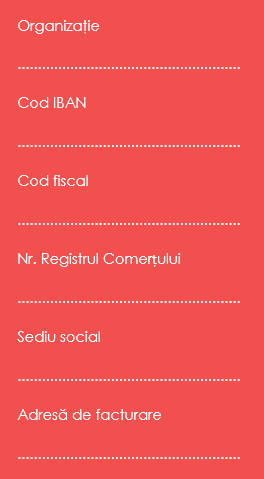 Organizație
........................................................
Cod IBAN
........................................................
Cod fiscal
........................................................
Nr. Registrul Comerțului
........................................................
Sediu social
........................................................
Adresă de facturare
........................................................